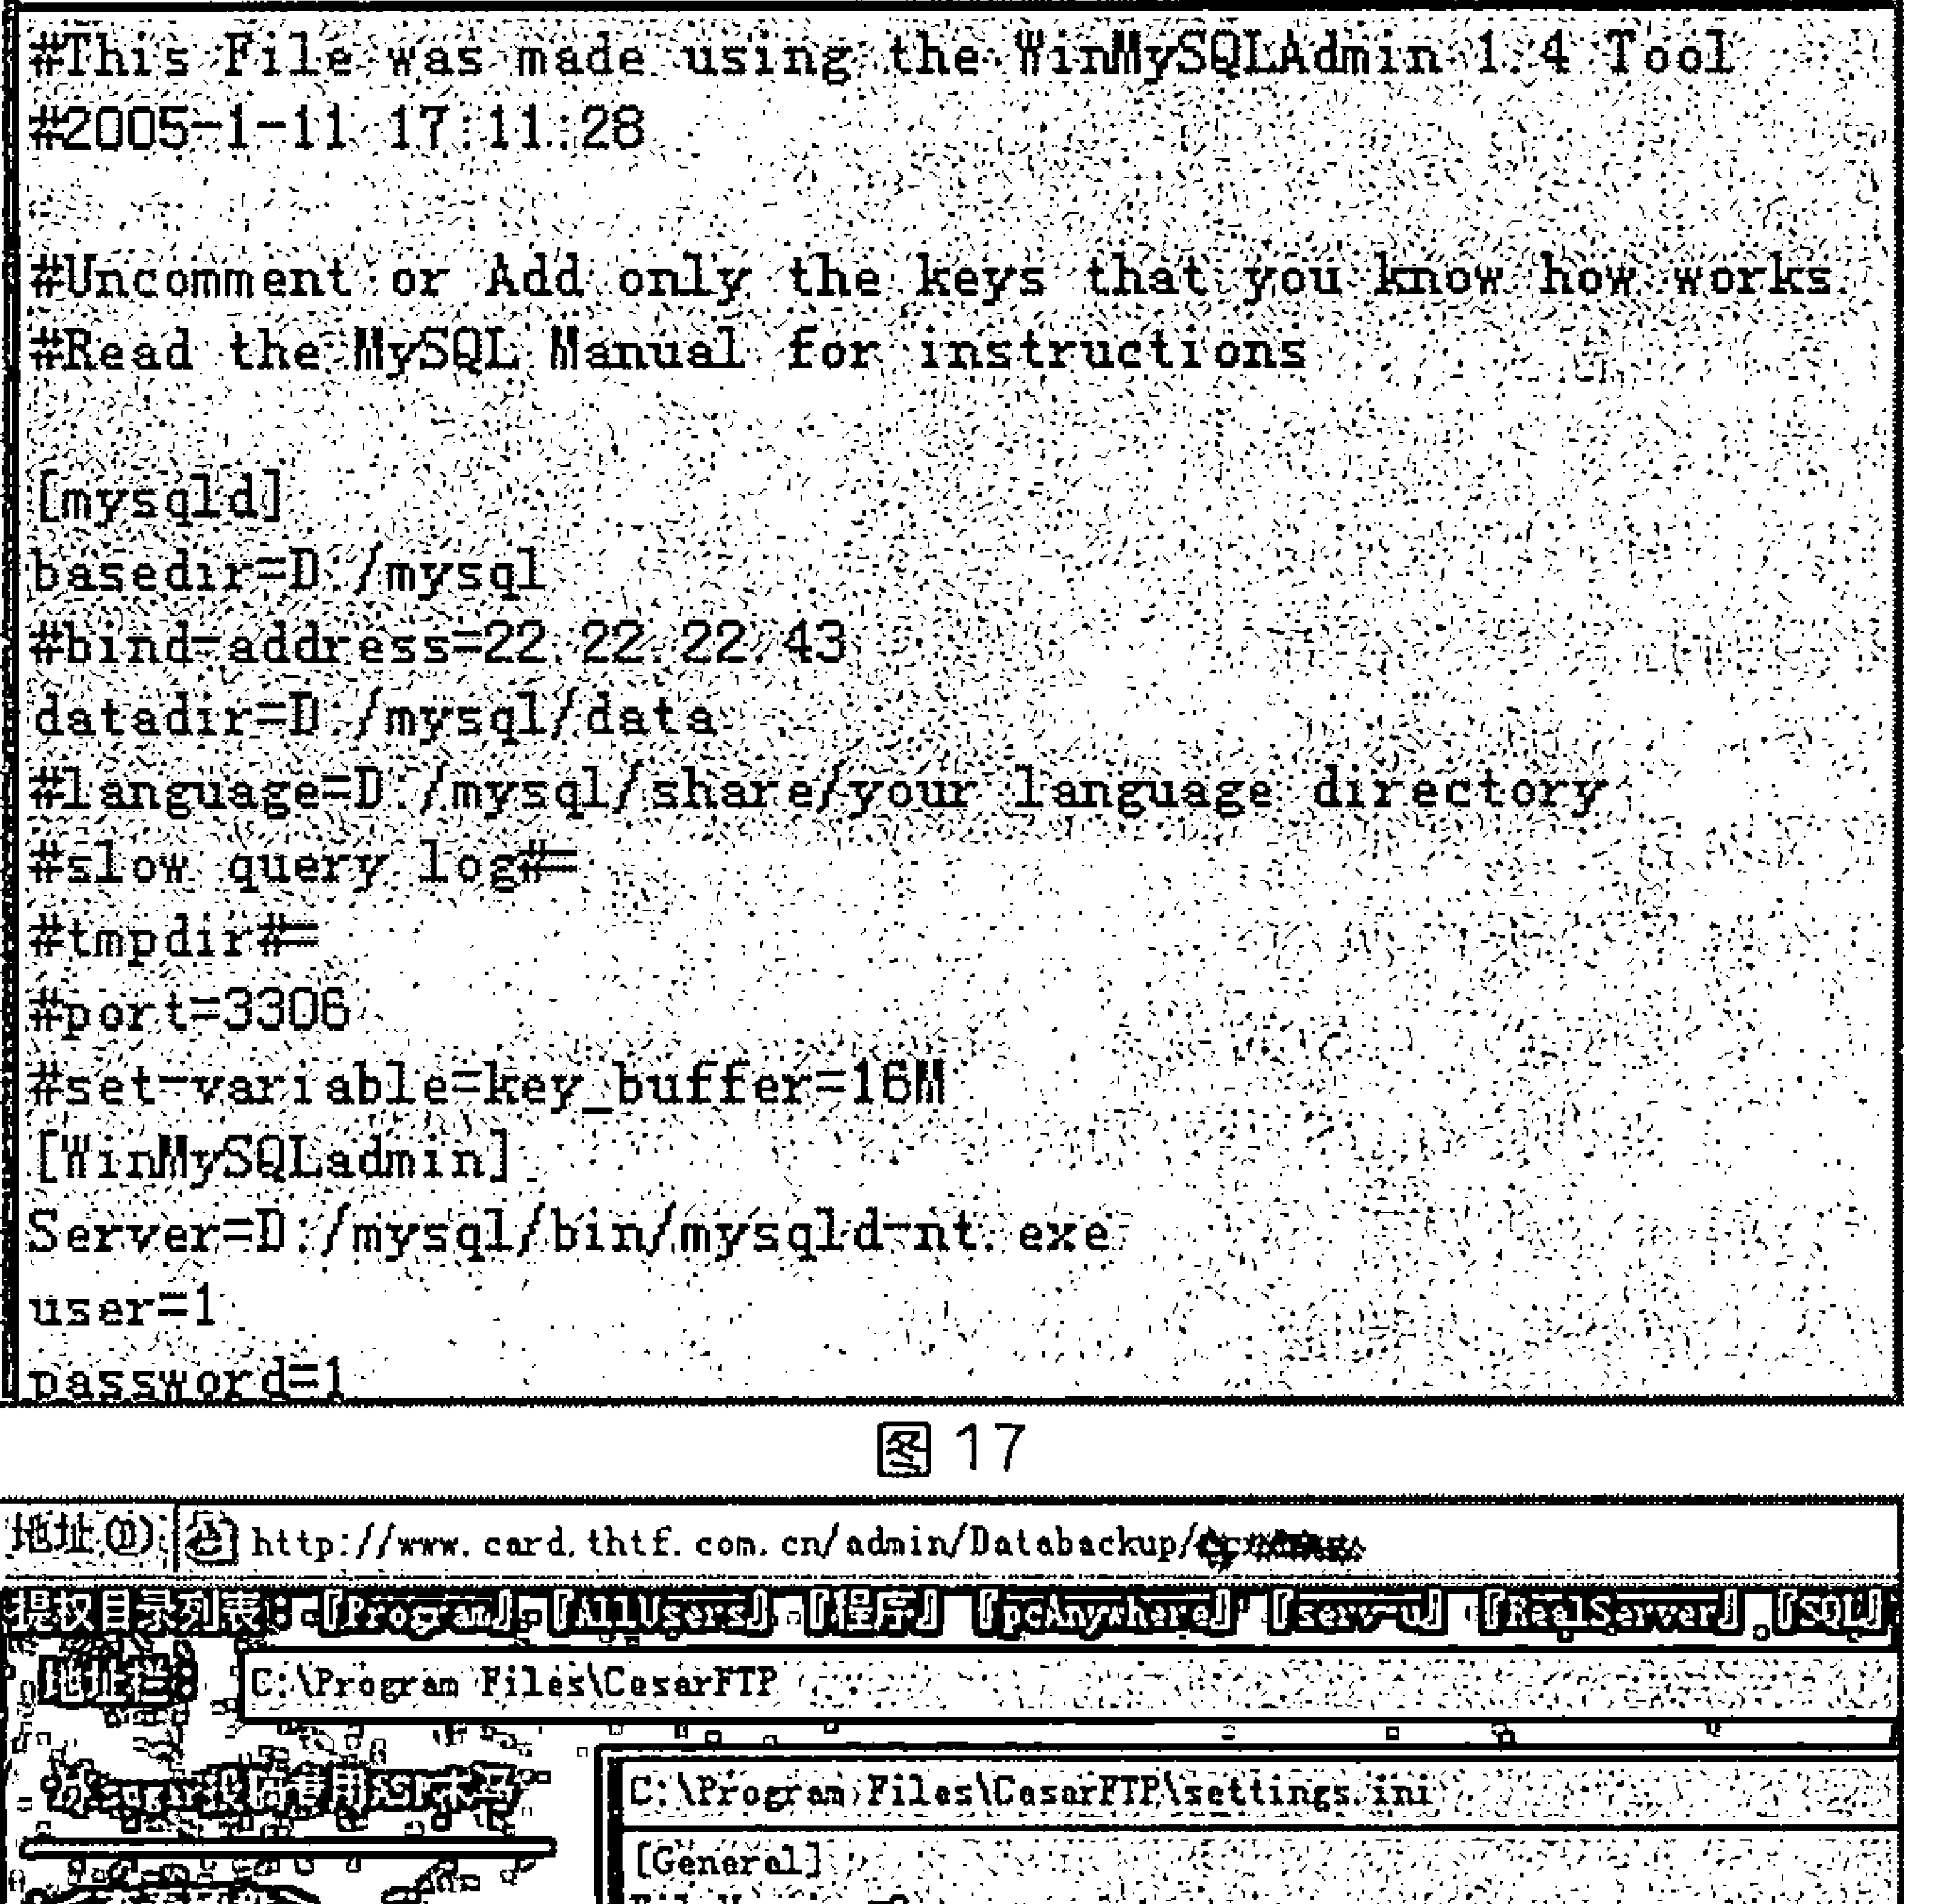 #This File was made using the WinMySQLAdmin 1.4 Tool
#2005-1-11 17:11:28
#Uncomment or Add only the keys that you know how works
#Read the MySQL Manual for instructions
[mysqld]
basedir=D:/mysql
#bind-address=22.22.22.43
datadir=D:/mysql/data
#language=D:/mysql/share/your language directory
#slow query log#=
#tmpdir#=
#port=3306
#set-variable=key_buffer=16M
[WinMySQLadmin]
Server=D:/mysql/bin/mysqld-nt.exe
user=1
password=1
图 17
地址(D) http://www.card.thtf.com.cn/admin/Databackup/
提权目录列表: 『Program』 『AllUsers』 『程序』 『pcAnywhere』 『serv-u』 『RealServer』 『SQL』
地址栏: C:\Program Files\CesarFTP
C:\Program Files\CesarFTP\settings.ini
[General]